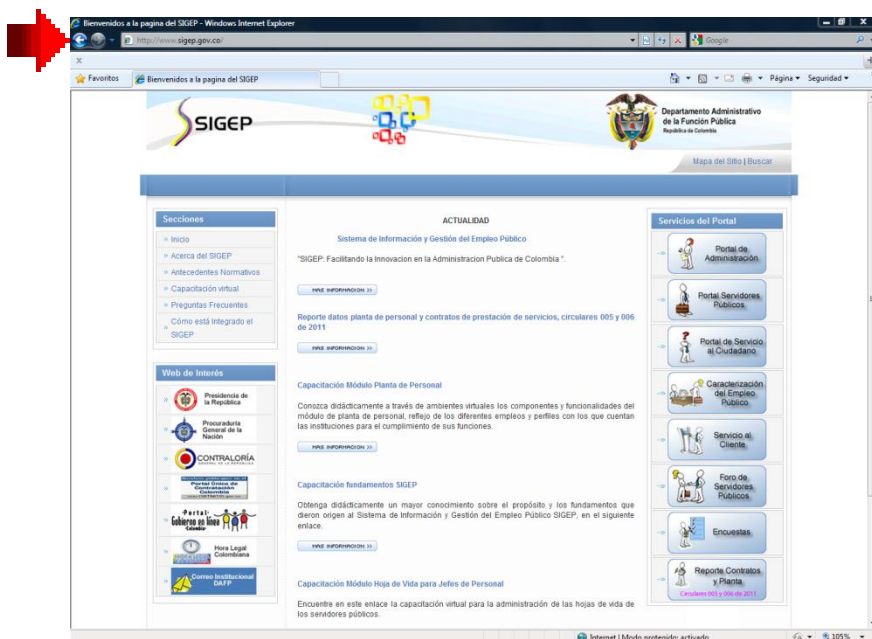 Bienvenidos a la pagina del SIGEP - Windows Internet Explorer
http://www.sigep.gov.co/
Google
X
Favoritos
Bienvenidos a la pagina del SIGEP
Página
Seguridad
SIGEP
Departamento Administrativo
de la Función Pública
República de Colombia
Mapa del Sitio | Buscar
Secciones
Inicio
Acerca del SIGEP
Antecedentes Normativos
Capacitación virtual
Preguntas Frecuentes
Cómo está Integrado el
SIGEP
Web de Interés
Presidencia de
la República
Procuraduría
General de la
Nación
CONTRALORÍA
GENERAL DE LA REPÚBLICA
Portal Único de
Contratación
Colombia
Portal
Gobierno en línea
Colombia
Hora Legal
Colombiana
Correo Institucional
DAFP
ACTUALIDAD
Sistema de Información y Gestión del Empleo Público
"SIGEP: Facilitando la Innovacion en la Administracion Publica de Colombia ".
MAS INFORMACION >>
Reporte datos planta de personal y contratos de prestación de servicios, circulares 005 y 006
de 2011
MAS INFORMACION >>
Capacitación Módulo Planta de Personal
Conozca didácticamente a través de ambientes virtuales los componentes y funcionalidades del
módulo de planta de personal, reflejo de los diferentes empleos y perfiles con los que cuentan
las instituciones para el cumplimiento de sus funciones.
MAS INFORMACION >>
Capacitación fundamentos SIGEP
Obtenga didácticamente un mayor conocimiento sobre el propósito y los fundamentos que
dieron origen al Sistema de Información y Gestión del Empleo Público SIGEP, en el siguiente
enlace.
MAS INFORMACION >>
Capacitación Módulo Hoja de Vida para Jefes de Personal
Encuentre en este enlace la capacitación virtual para la administración de las hojas de vida de
los servidores públicos.
Servicios del Portal
Portal de
Administración
Portal Servidores
Públicos
Portal de Servicio
al Ciudadano
Caracterización
del Empleo
Público
Servicio al
Cliente
Foro de
Servidores
Públicos
Encuestas
Reporte Contratos
y Planta
Circulares 005 y 006 de 2011
Internet | Modo protegido: activado
105%